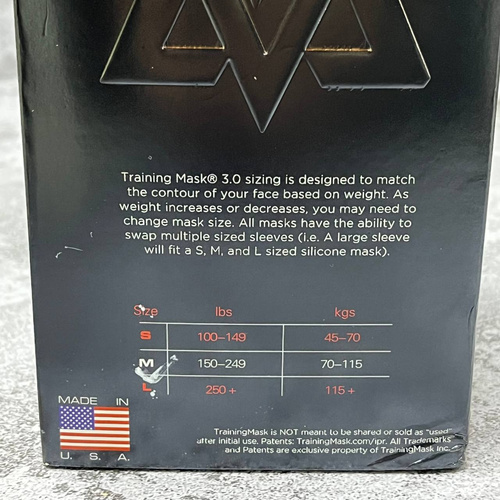 Training Mask® 3.0 sizing is designed to match
the contour of your face based on weight. As
weight increases or decreases, you may need to
change mask size. All masks have the ability to
swap multiple sized sleeves (i.e. A large sleeve
will fit a S, M, and L sized silicone mask).
Size lbs kgs
S 100-149 45-70
M 150-249 70-115
L 250+ 115+
MADE IN
U. S. A.
TrainingMask is NOT meant to be shared or sold as "used"
after initial use. Patents: TrainingMask.com/ipr. All Trademarks
and Patents are exclusive property of TrainingMask Inc.